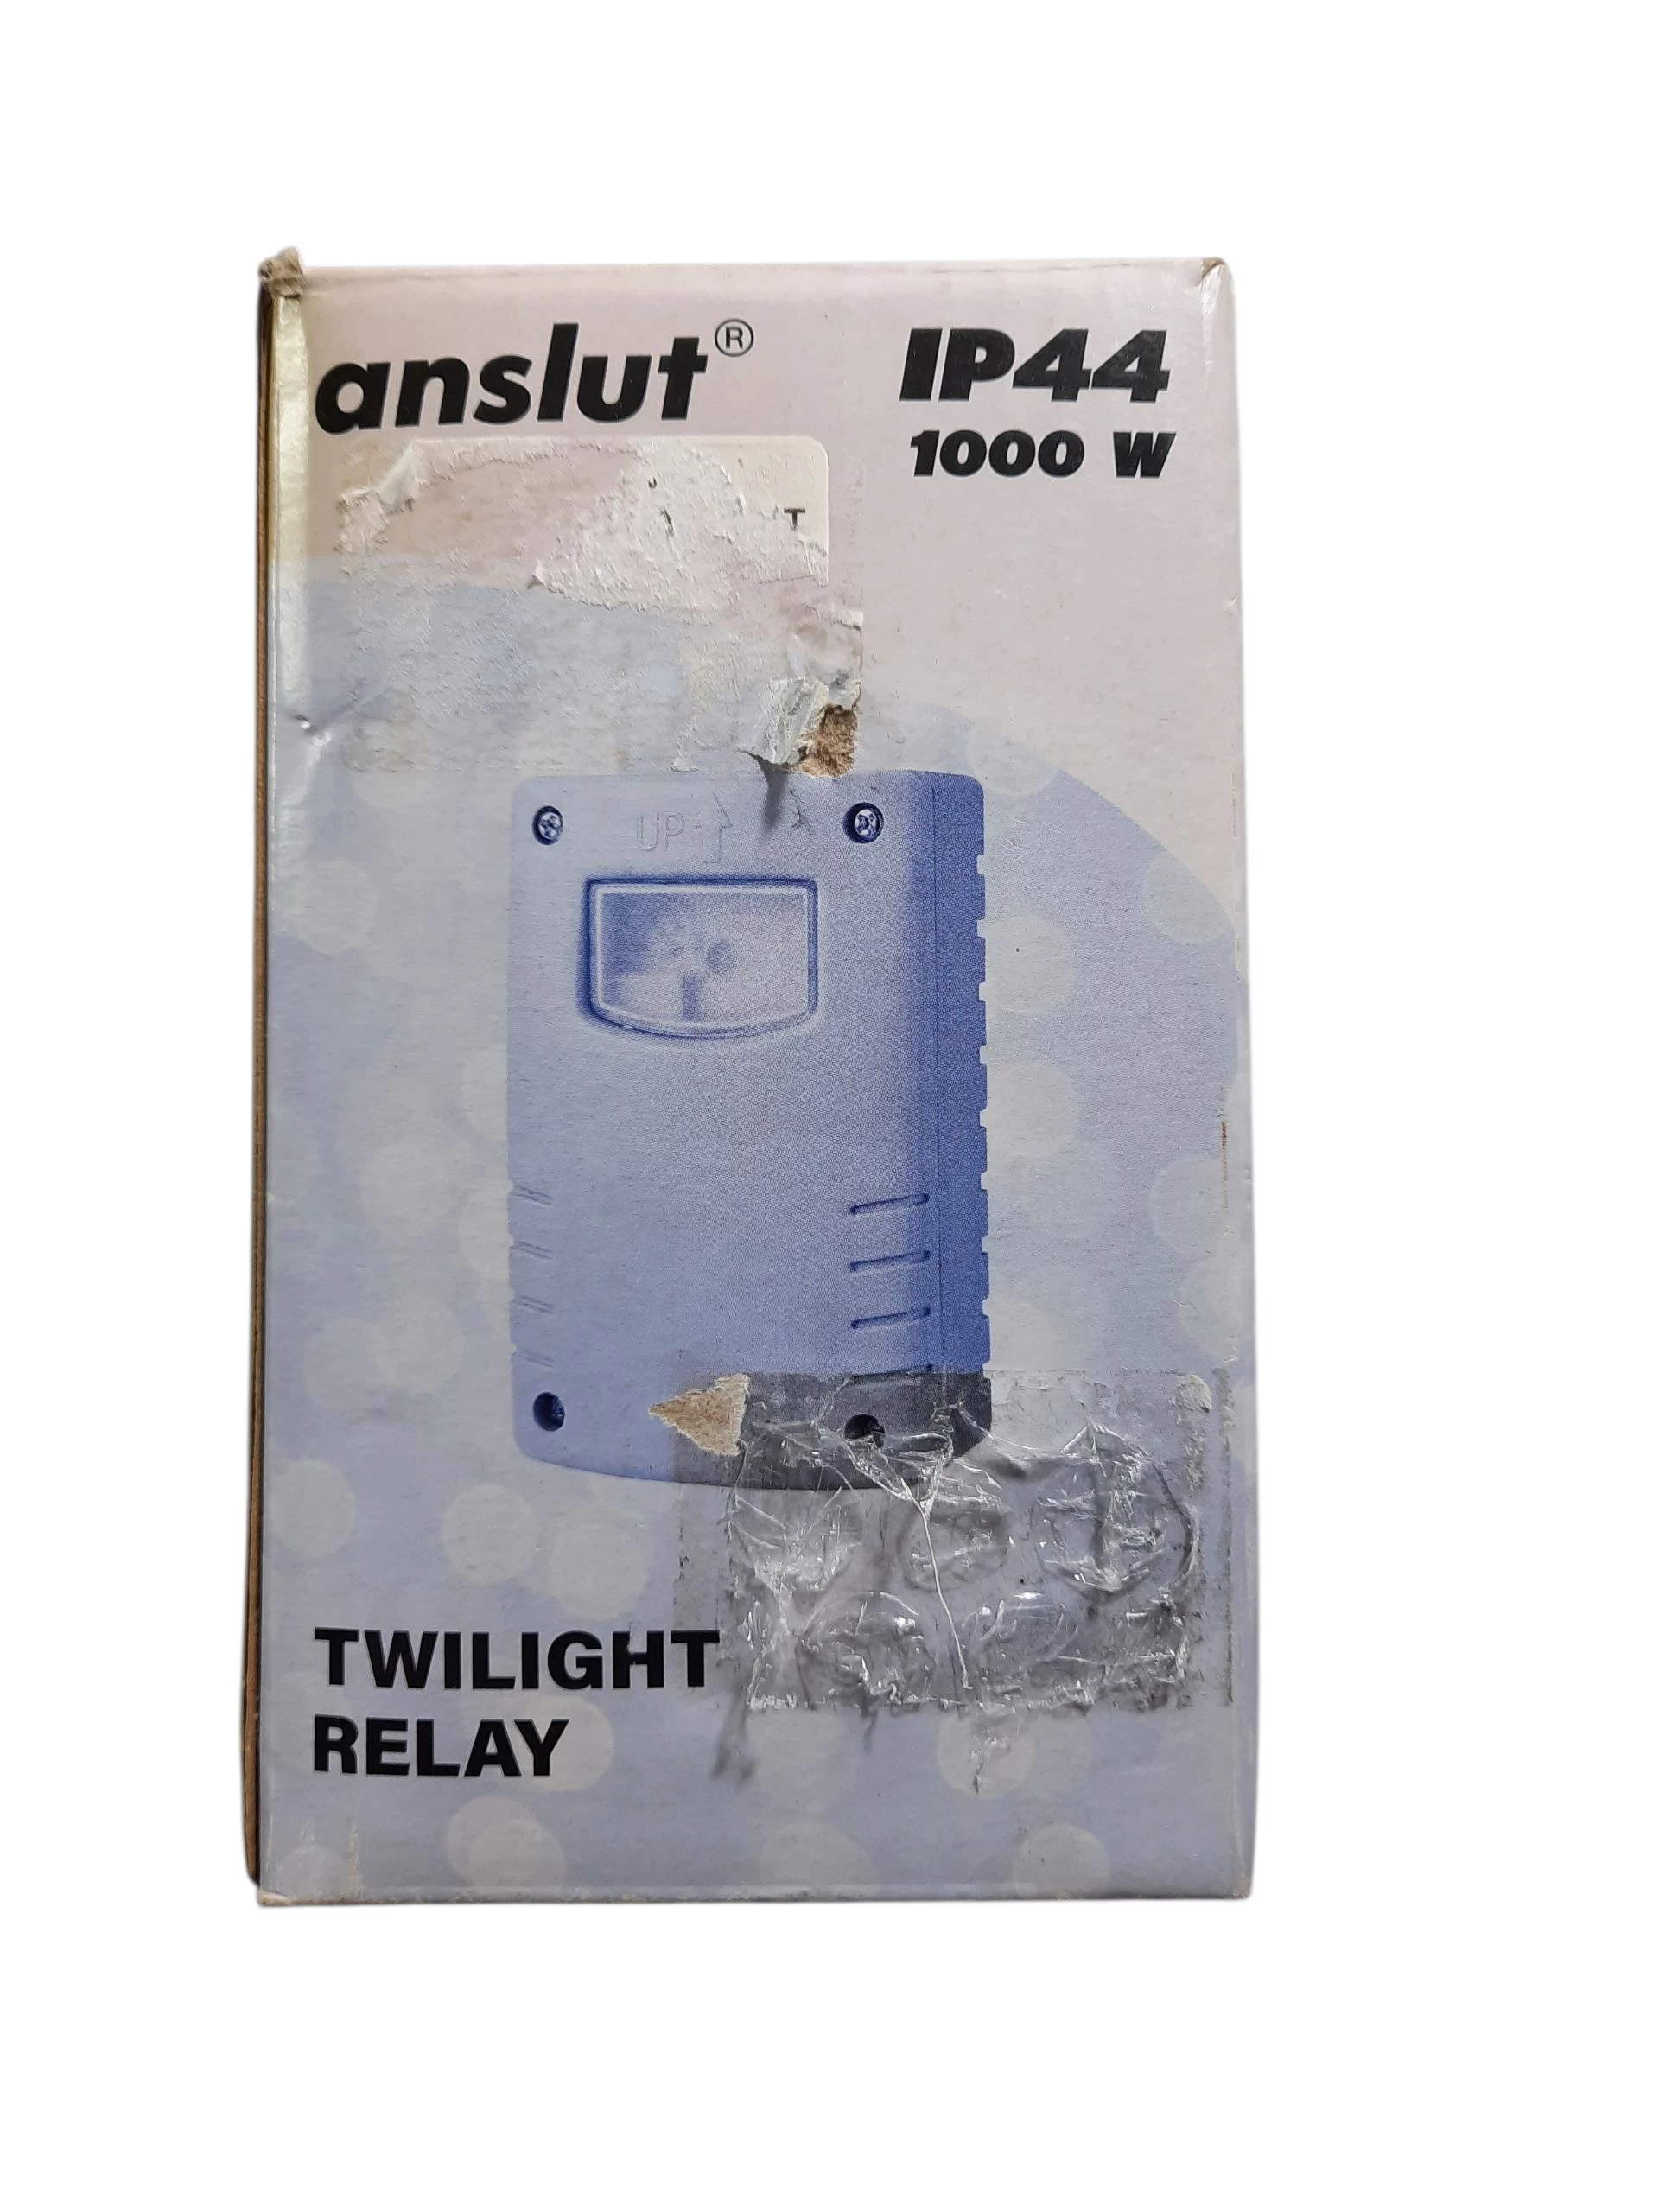 anslut®
IP44
1000 W
T
UP
TWILIGHT
RELAY